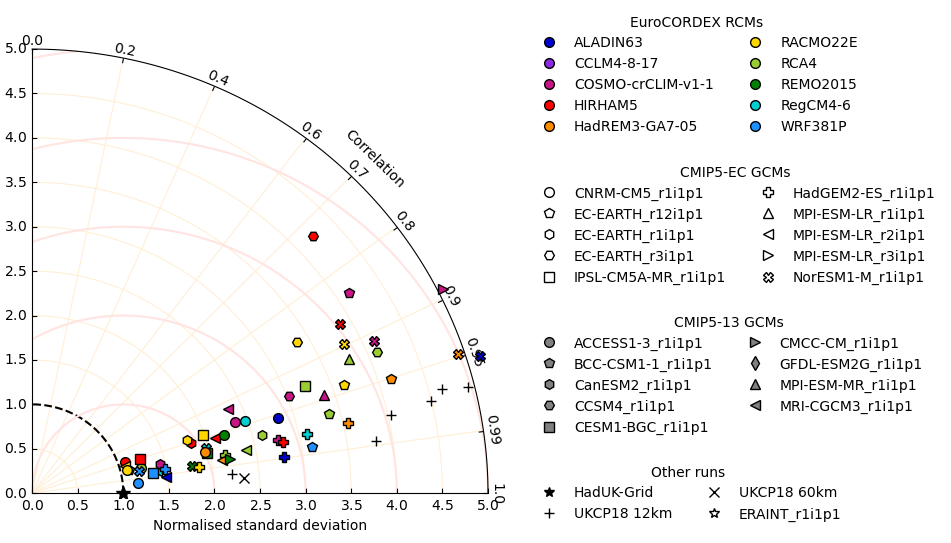 0.0
0.2
0.4
0.6
Correlation
0.7
0.8
0.9
0.99
1.0
5.0
4.5
4.0
3.5
3.0
2.5
2.0
1.5
1.0
0.5
0.0
0.0 0.5 1.0 1.5 2.0 2.5 3.0 3.5 4.0 4.5 5.0
Normalised standard deviation
EuroCORDEX RCMs
ALADIN63 RACMO22E
CCLM4-8-17 RCA4
COSMO-crCLIM-v1-1 REMO2015
HIRHAM5 RegCM4-6
HadREM3-GA7-05 WRF381P
CMIP5-EC GCMs
CNRM-CM5_r1i1p1 HadGEM2-ES_r1i1p1
EC-EARTH_r12i1p1 MPI-ESM-LR_r1i1p1
EC-EARTH_r1i1p1 MPI-ESM-LR_r2i1p1
EC-EARTH_r3i1p1 MPI-ESM-LR_r3i1p1
IPSL-CM5A-MR_r1i1p1 NorESM1-M_r1i1p1
CMIP5-13 GCMs
ACCESS1-3_r1i1p1 CMCC-CM_r1i1p1
BCC-CSM1-1_r1i1p1 GFDL-ESM2G_r1i1p1
CanESM2_r1i1p1 MPI-ESM-MR_r1i1p1
CCSM4_r1i1p1 MRI-CGCM3_r1i1p1
CESM1-BGC_r1i1p1
Other runs
HadUK-Grid UKCP18 60km
UKCP18 12km ERAINT_r1i1p1